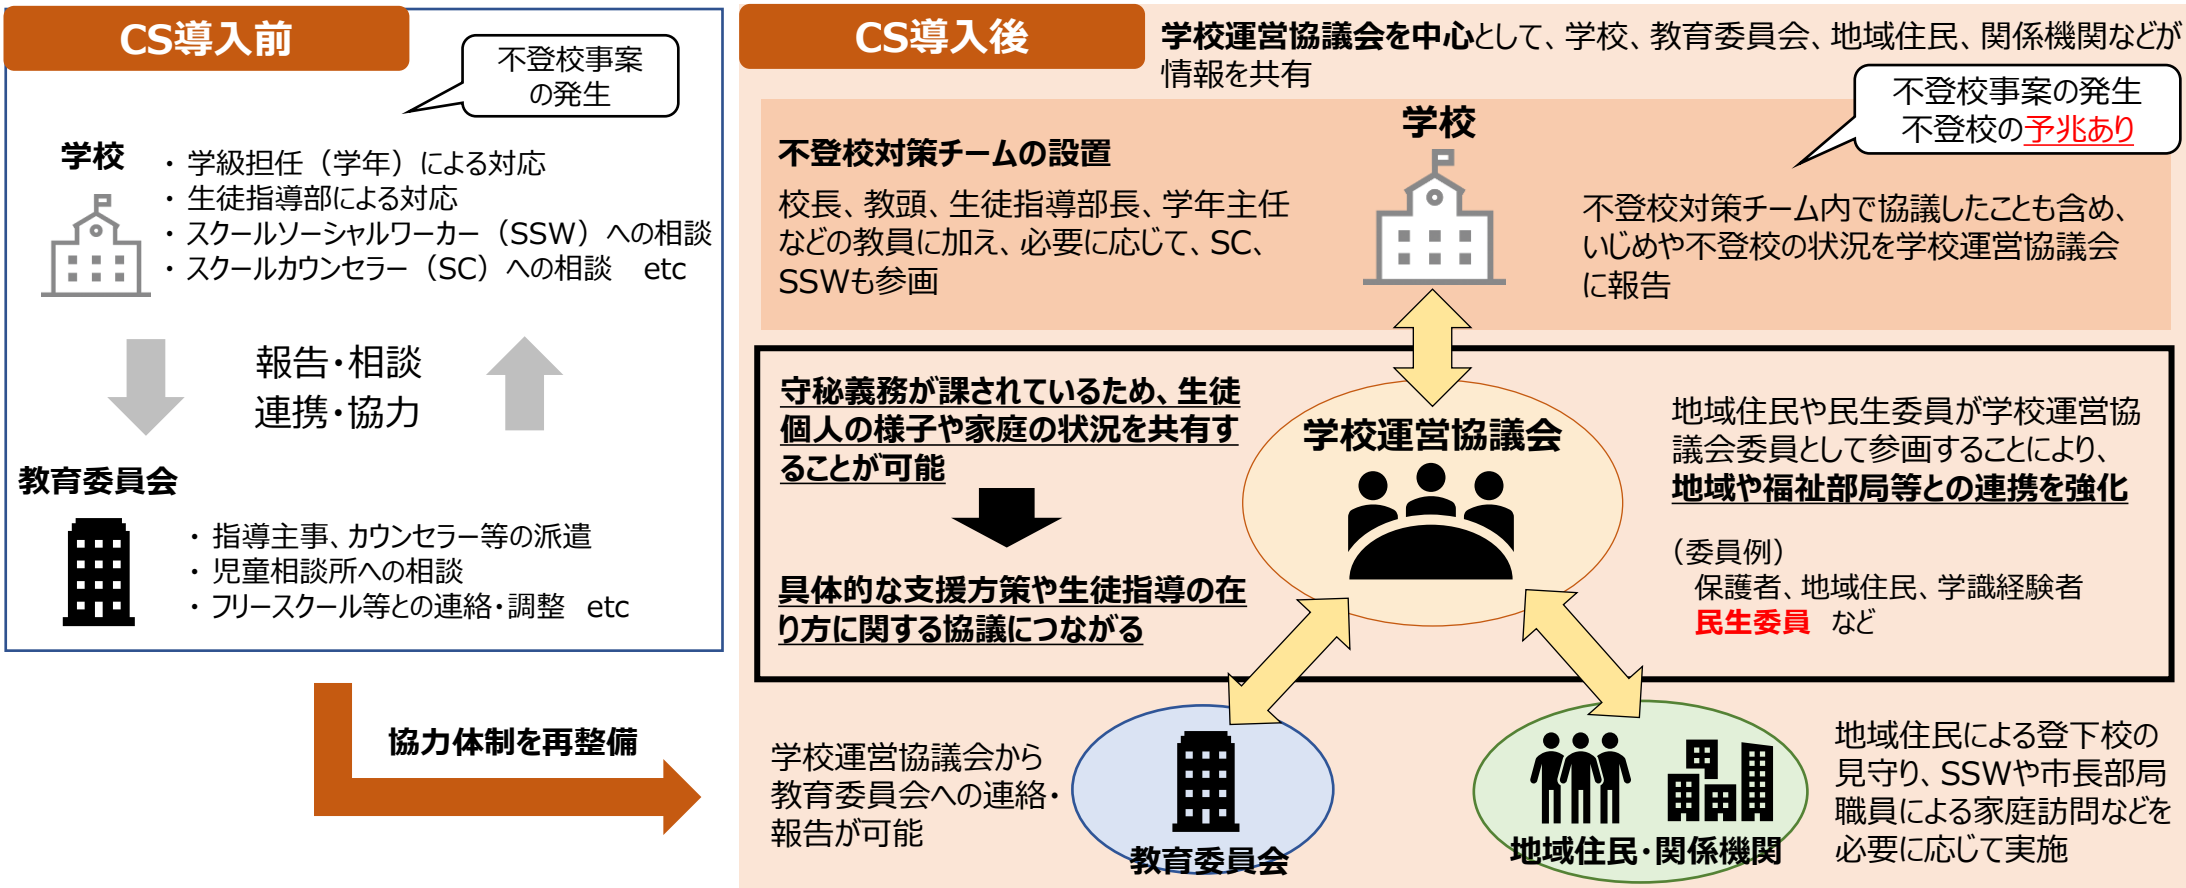 CS導入前
不登校事案
の発生
学校
・ 学級担任（学年）による対応
・ 生徒指導部による対応
・ スクールソーシャルワーカー（SSW）への相談
・ スクールカウンセラー（SC）への相談　etc
報告・相談
連携・協力
教育委員会
・ 指導主事、カウンセラー等の派遣
・ 児童相談所への相談
・ フリースクール等との連絡・調整　etc
協力体制を再整備
CS導入後
学校運営協議会を中心として、学校、教育委員会、地域住民、関係機関などが
情報を共有
不登校事案の発生
不登校の予兆あり
不登校対策チームの設置
校長、教頭、生徒指導部長、学年主任
などの教員に加え、必要に応じて、SC、
SSWも参画
学校
不登校対策チーム内で協議したことも含め、
いじめや不登校の状況を学校運営協議会
に報告
守秘義務が課されているため、生徒
個人の様子や家庭の状況を共有す
ることが可能
具体的な支援方策や生徒指導の在
り方に関する協議につながる
学校運営協議会
地域住民や民生委員が学校運営協
議会委員として参画することにより、
地域や福祉部局等との連携を強化
（委員例）
保護者、地域住民、学識経験者
民生委員　など
学校運営協議会から
教育委員会への連絡・
報告が可能
教育委員会
地域住民・関係機関
地域住民による登下校の
見守り、SSWや市長部局
職員による家庭訪問などを
必要に応じて実施